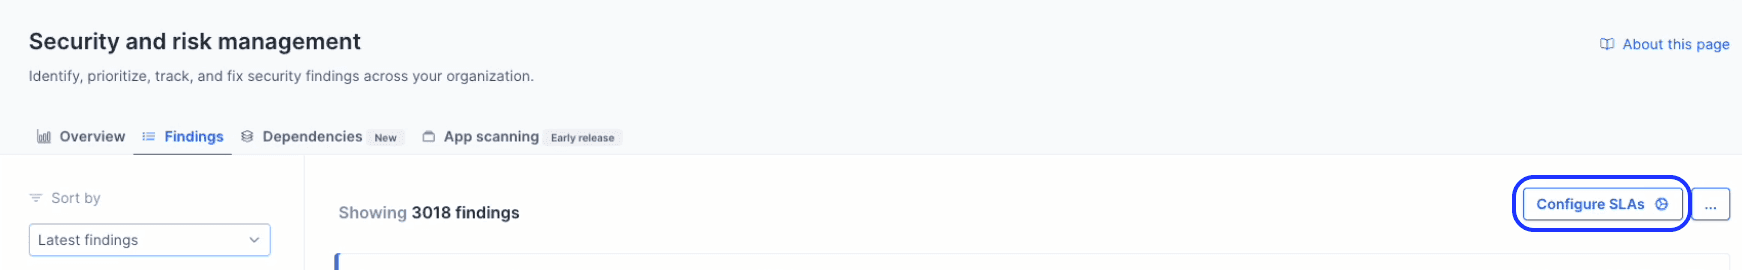 Security and risk management
About this page
Identify, prioritize, track, and fix security findings across your organization.
Overview Findings Dependencies New App scanning Early release
Sort by
Latest findings
Showing 3018 findings
Configure SLAs ...